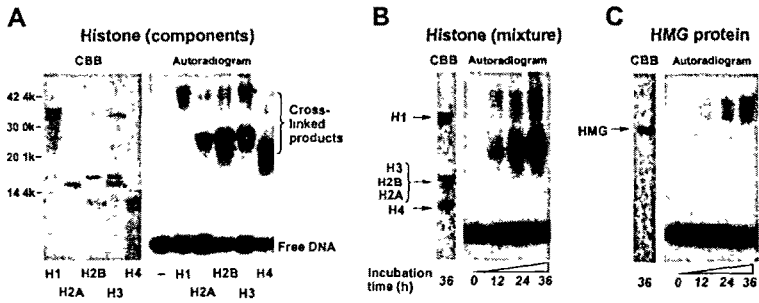 A
Histone (components)
CBB
Autoradiogram
42.4k
30.0k
20.1k
14.4k
Cross-
linked
products
Free DNA
H1 H2B H4
H2A H3
– H1 H2B H4
H2A H3
B
Histone (mixture)
CBB
Autoradiogram
H1
H3
H2B
H2A
H4
Incubation
time (h)
36 0 12 24 36
C
HMG protein
CBB Autoradiogram
HMG
36 0 12 24 36